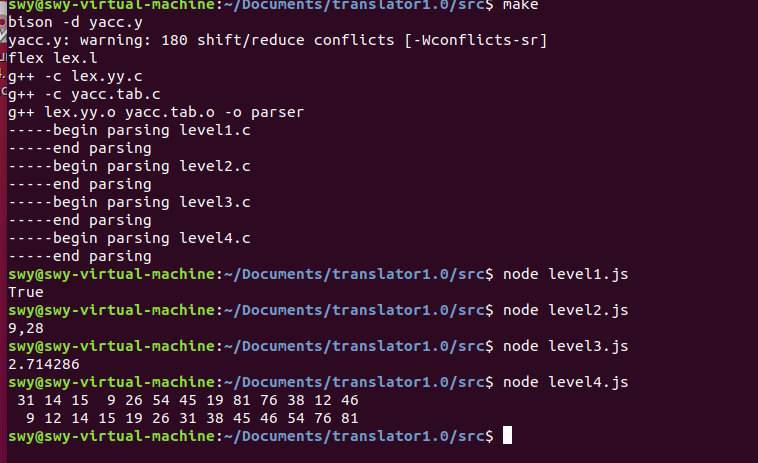 swy@swy-virtual-machine:~/Documents/translator1.0/src$ make
bison -d yacc.y
yacc.y: warning: 180 shift/reduce conflicts [-Wconflicts-sr]
flex lex.l
g++ -c lex.yy.c
g++ -c yacc.tab.c
g++ lex.yy.o yacc.tab.o -o parser
-----begin parsing level1.c
-----end parsing
-----begin parsing level2.c
-----end parsing
-----begin parsing level3.c
-----end parsing
-----begin parsing level4.c
-----end parsing
swy@swy-virtual-machine:~/Documents/translator1.0/src$ node level1.js
True
swy@swy-virtual-machine:~/Documents/translator1.0/src$ node level2.js
9,28
swy@swy-virtual-machine:~/Documents/translator1.0/src$ node level3.js
2.714286
swy@swy-virtual-machine:~/Documents/translator1.0/src$ node level4.js
 31 14 15  9 26 54 45 19 81 76 38 12 46
  9 12 14 15 19 26 31 38 45 46 54 76 81
swy@swy-virtual-machine:~/Documents/translator1.0/src$